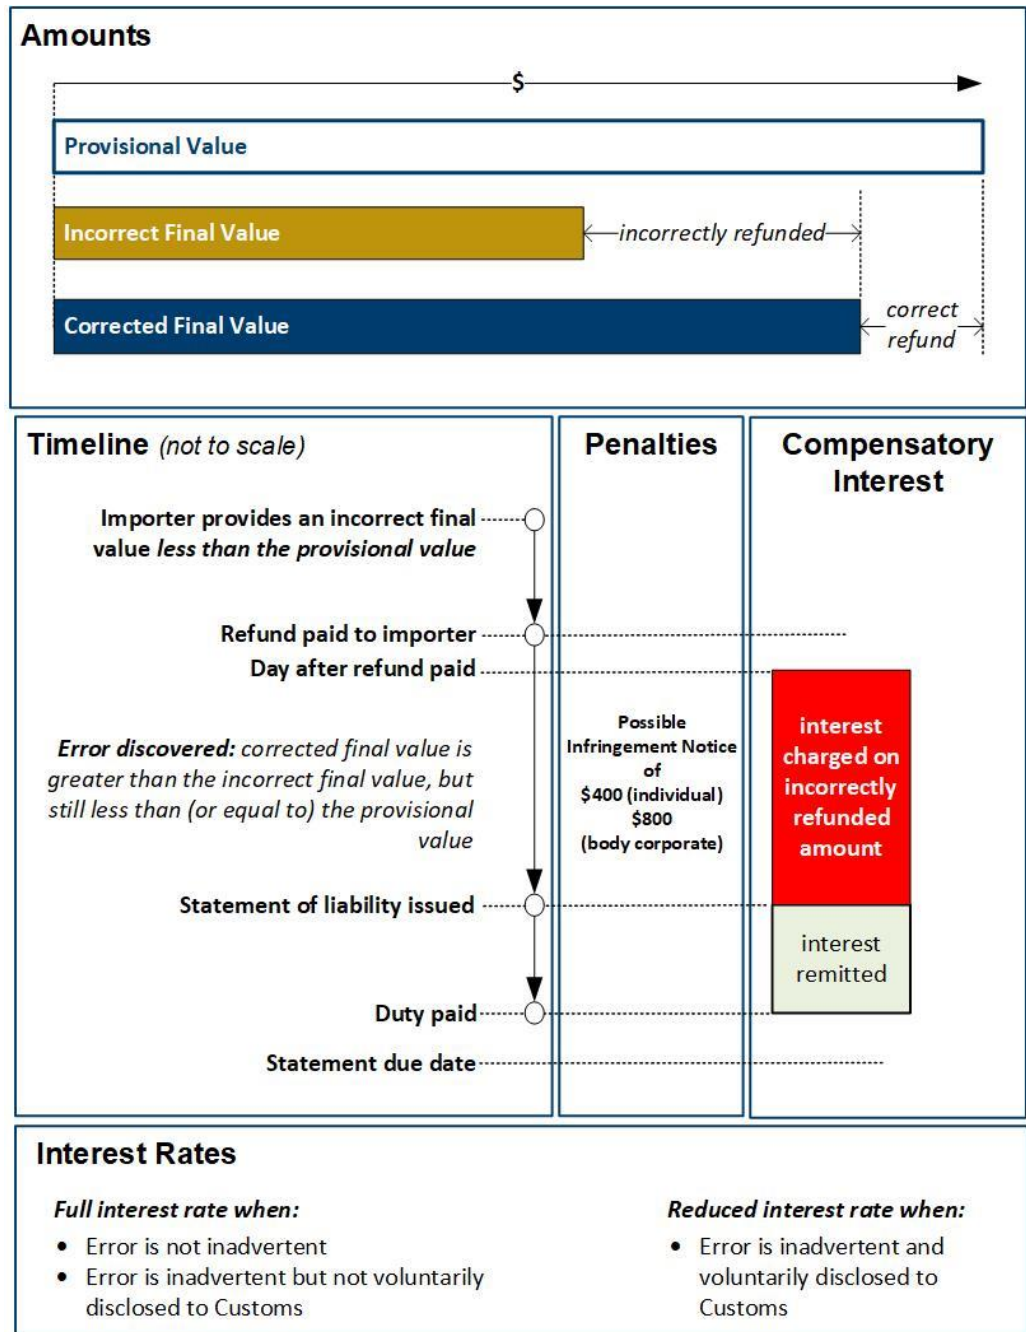 Amounts
$
Provisional Value
Incorrect Final Value
incorrectly refunded
Corrected Final Value
correct
refund
Timeline (not to scale)
Importer provides an incorrect final
value less than the provisional value
Refund paid to importer
Day after refund paid
Error discovered: corrected final value is
greater than the incorrect final value, but
still less than (or equal to) the provisional
value
Statement of liability issued
Duty paid
Statement due date
Penalties
Possible
Infringement Notice
of
$400 (individual)
$800
(body corporate)
Compensatory
Interest
interest
charged on
incorrectly
refunded
amount
interest
remitted
Interest Rates
Full interest rate when:
• Error is not inadvertent
• Error is inadvertent but not voluntarily
disclosed to Customs
Reduced interest rate when:
• Error is inadvertent and
voluntarily disclosed to
Customs